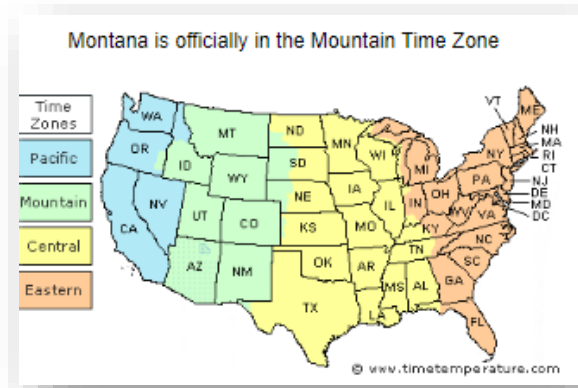 Montana is officially in the Mountain Time Zone
Time
Zones
Pacific
Mountain
Central
Eastern
WA
OR
CA
NV
ID
MT
WY
UT
CO
AZ
NM
ND
SD
NE
KS
OK
TX
MN
IA
MO
AR
WI
IL
MS
AL
TN
KY
IN
MI
OH
WV
VA
NC
SC
GA
FL
PA
NY
ME
VT
NH
MA
RI
CT
NJ
DE
MD
DC
© www.timetemperature.com